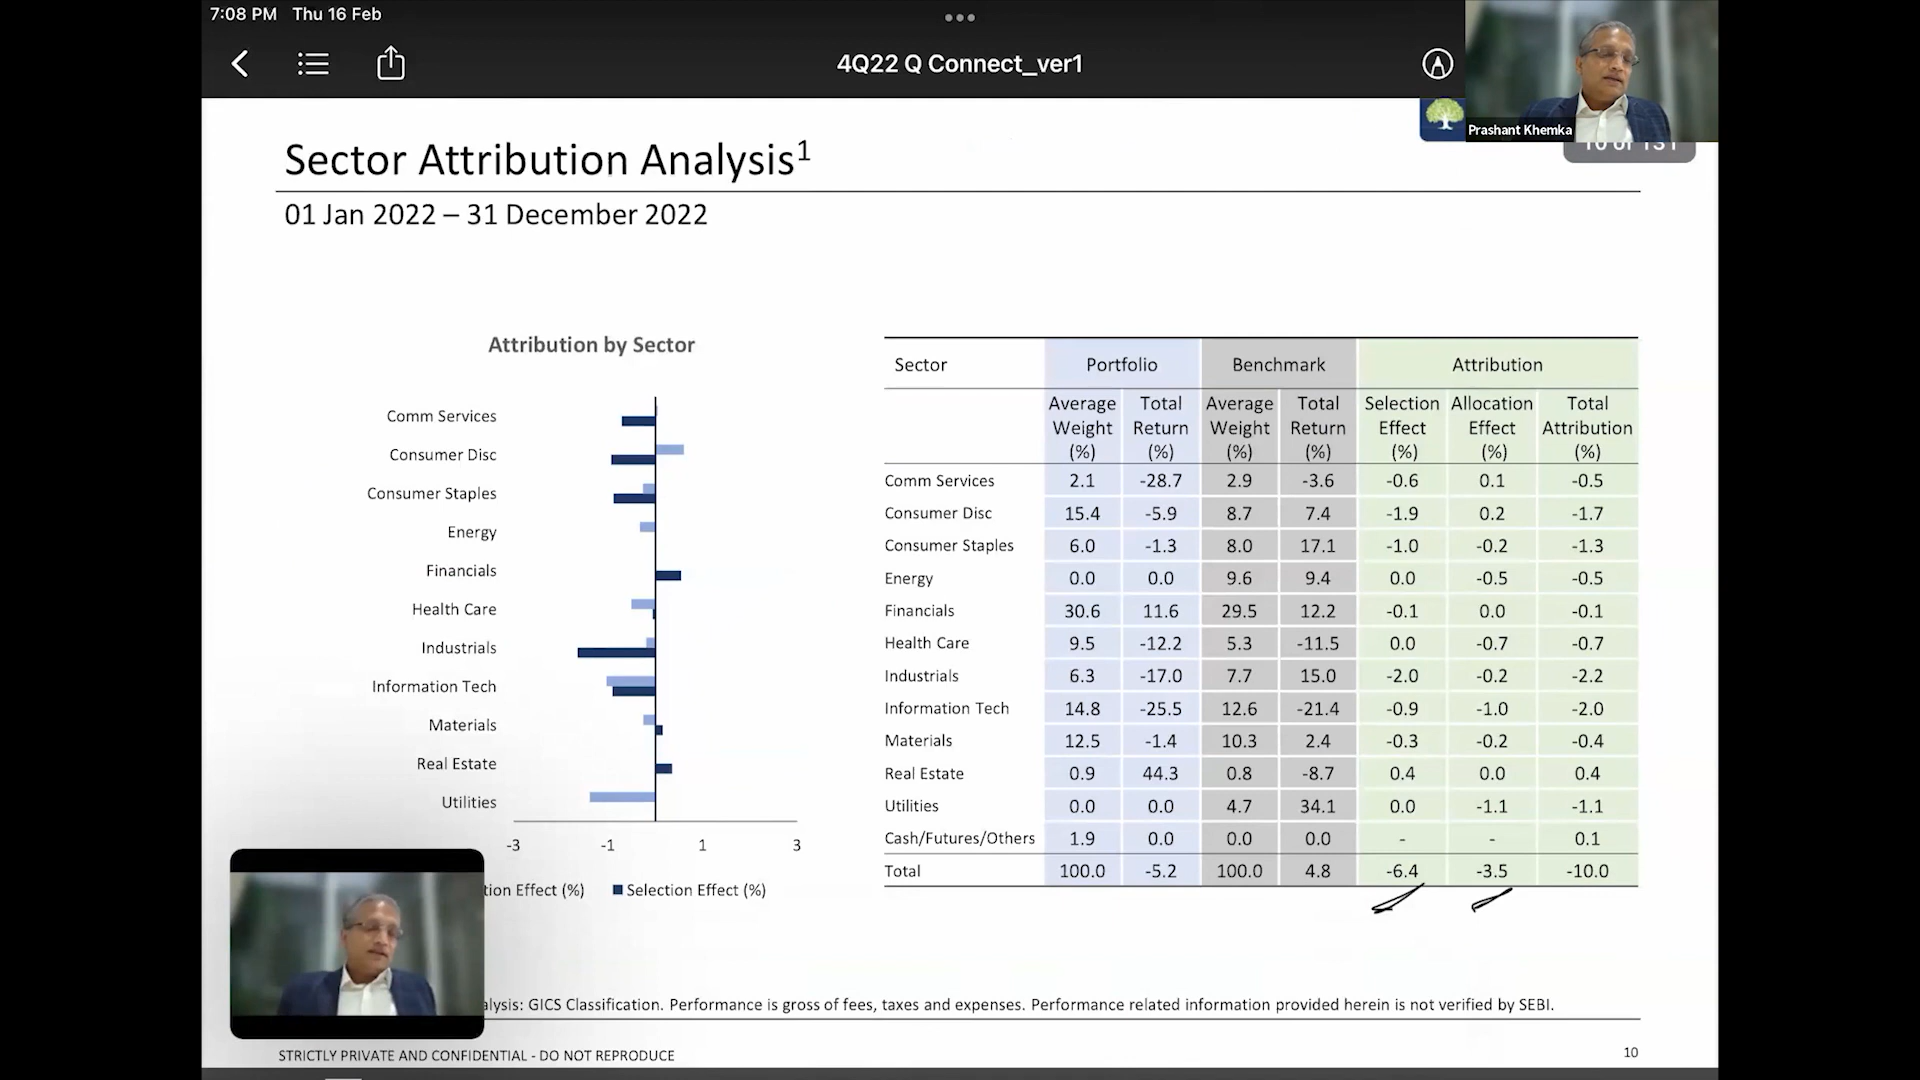 7:08 PM Thu 16 Feb
4Q22 Q Connect_ver1
Prashant Khemka
Sector Attribution Analysis1
01 Jan 2022 – 31 December 2022
Attribution by Sector
Comm Services
Consumer Disc
Consumer Staples
Energy
Financials
Health Care
Industrials
Information Tech
Materials
Real Estate
Utilities
-3 -1 1 3
tion Effect (%) Selection Effect (%)
Sector Portfolio Benchmark Attribution
Average Weight (%) Total Return (%) Average Weight (%) Total Return (%) Selection Effect (%) Allocation Effect (%) Total Attribution (%)
Comm Services 2.1 -28.7 2.9 -3.6 -0.6 0.1 -0.5
Consumer Disc 15.4 -5.9 8.7 7.4 -1.9 0.2 -1.7
Consumer Staples 6.0 -1.3 8.0 17.1 -1.0 -0.2 -1.3
Energy 0.0 0.0 9.6 9.4 0.0 -0.5 -0.5
Financials 30.6 11.6 29.5 12.2 -0.1 0.0 -0.1
Health Care 9.5 -12.2 5.3 -11.5 0.0 -0.7 -0.7
Industrials 6.3 -17.0 7.7 15.0 -2.0 -0.2 -2.2
Information Tech 14.8 -25.5 12.6 -21.4 -0.9 -1.0 -2.0
Materials 12.5 -1.4 10.3 2.4 -0.3 -0.2 -0.4
Real Estate 0.9 44.3 0.8 -8.7 0.4 0.0 0.4
Utilities 0.0 0.0 4.7 34.1 0.0 -1.1 -1.1
Cash/Futures/Others 1.9 0.0 0.0 0.0 - - 0.1
Total 100.0 -5.2 100.0 4.8 -6.4 -3.5 -10.0
alysis: GICS Classification. Performance is gross of fees, taxes and expenses. Performance related information provided herein is not verified by SEBI.
STRICTLY PRIVATE AND CONFIDENTIAL - DO NOT REPRODUCE
10